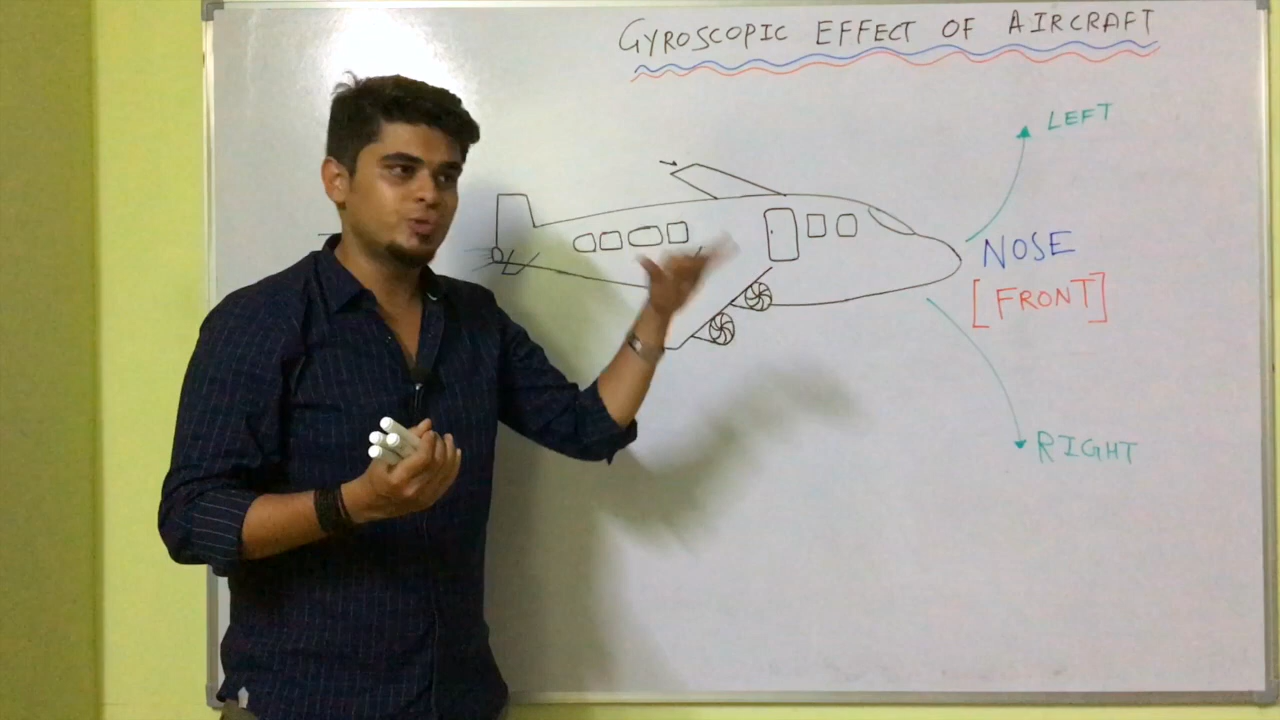 GYROSCOPIC EFFECT OF AIRCRAFT
LEFT
NOSE
[FRONT]
RIGHT